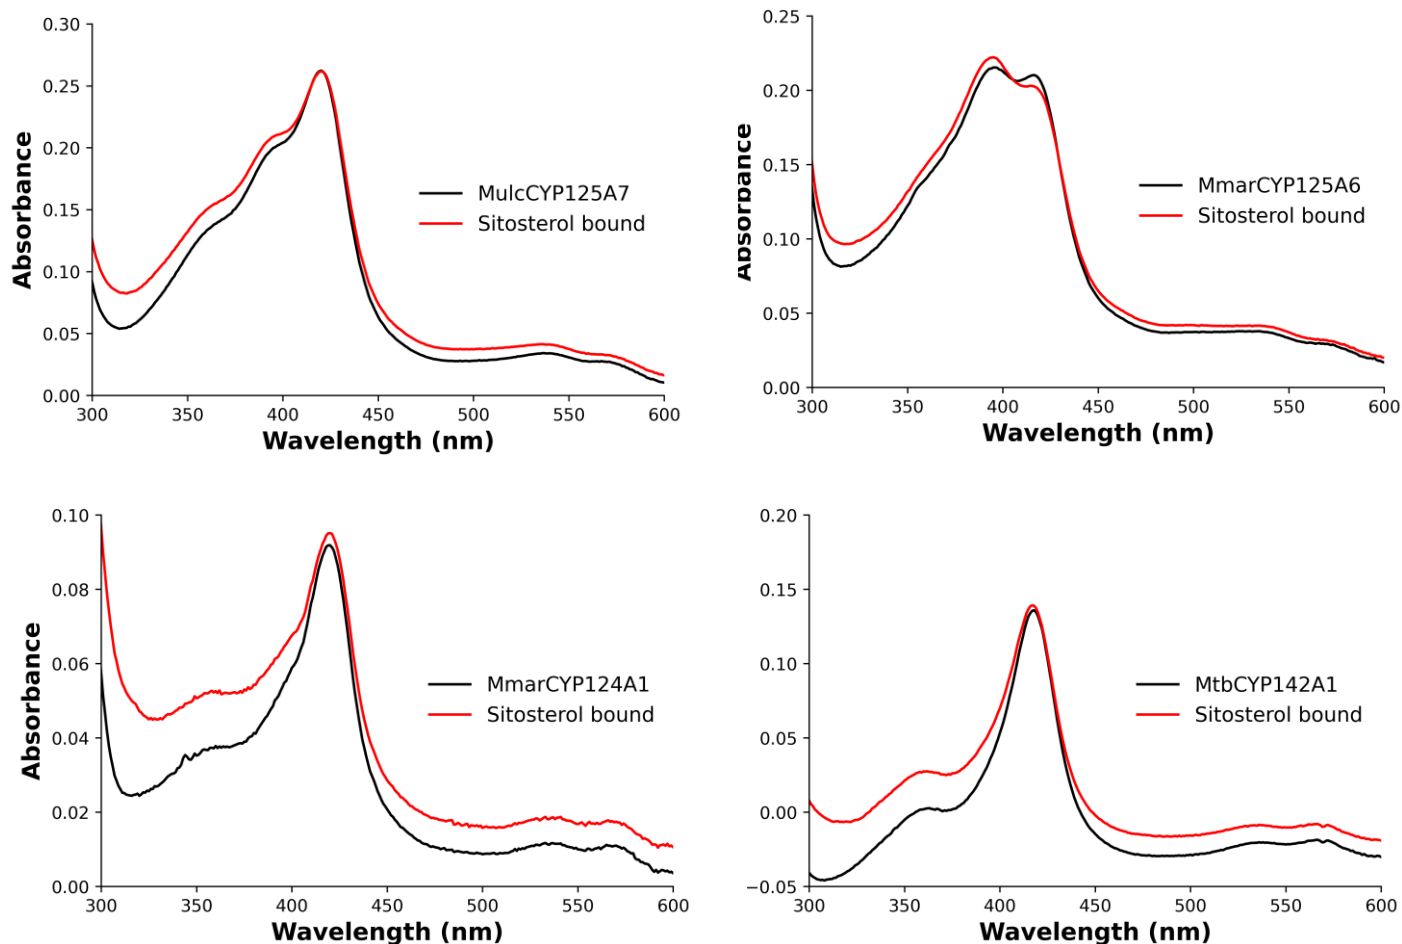 0.30
0.25
0.20
0.15
0.10
0.05
0.00
300 350 400 450 500 550 600
Absorbance
Wavelength (nm)
MulcCYP125A7
Sitosterol bound
0.25
0.20
0.15
0.10
0.05
0.00
300 350 400 450 500 550 600
Absorbance
Wavelength (nm)
MmarCYP125A6
Sitosterol bound
0.10
0.08
0.06
0.04
0.02
0.00
300 350 400 450 500 550 600
Absorbance
Wavelength (nm)
MmarCYP124A1
Sitosterol bound
0.20
0.15
0.10
0.05
0.00
−0.05
300 350 400 450 500 550 600
Wavelength (nm)
MtbCYP142A1
Sitosterol bound